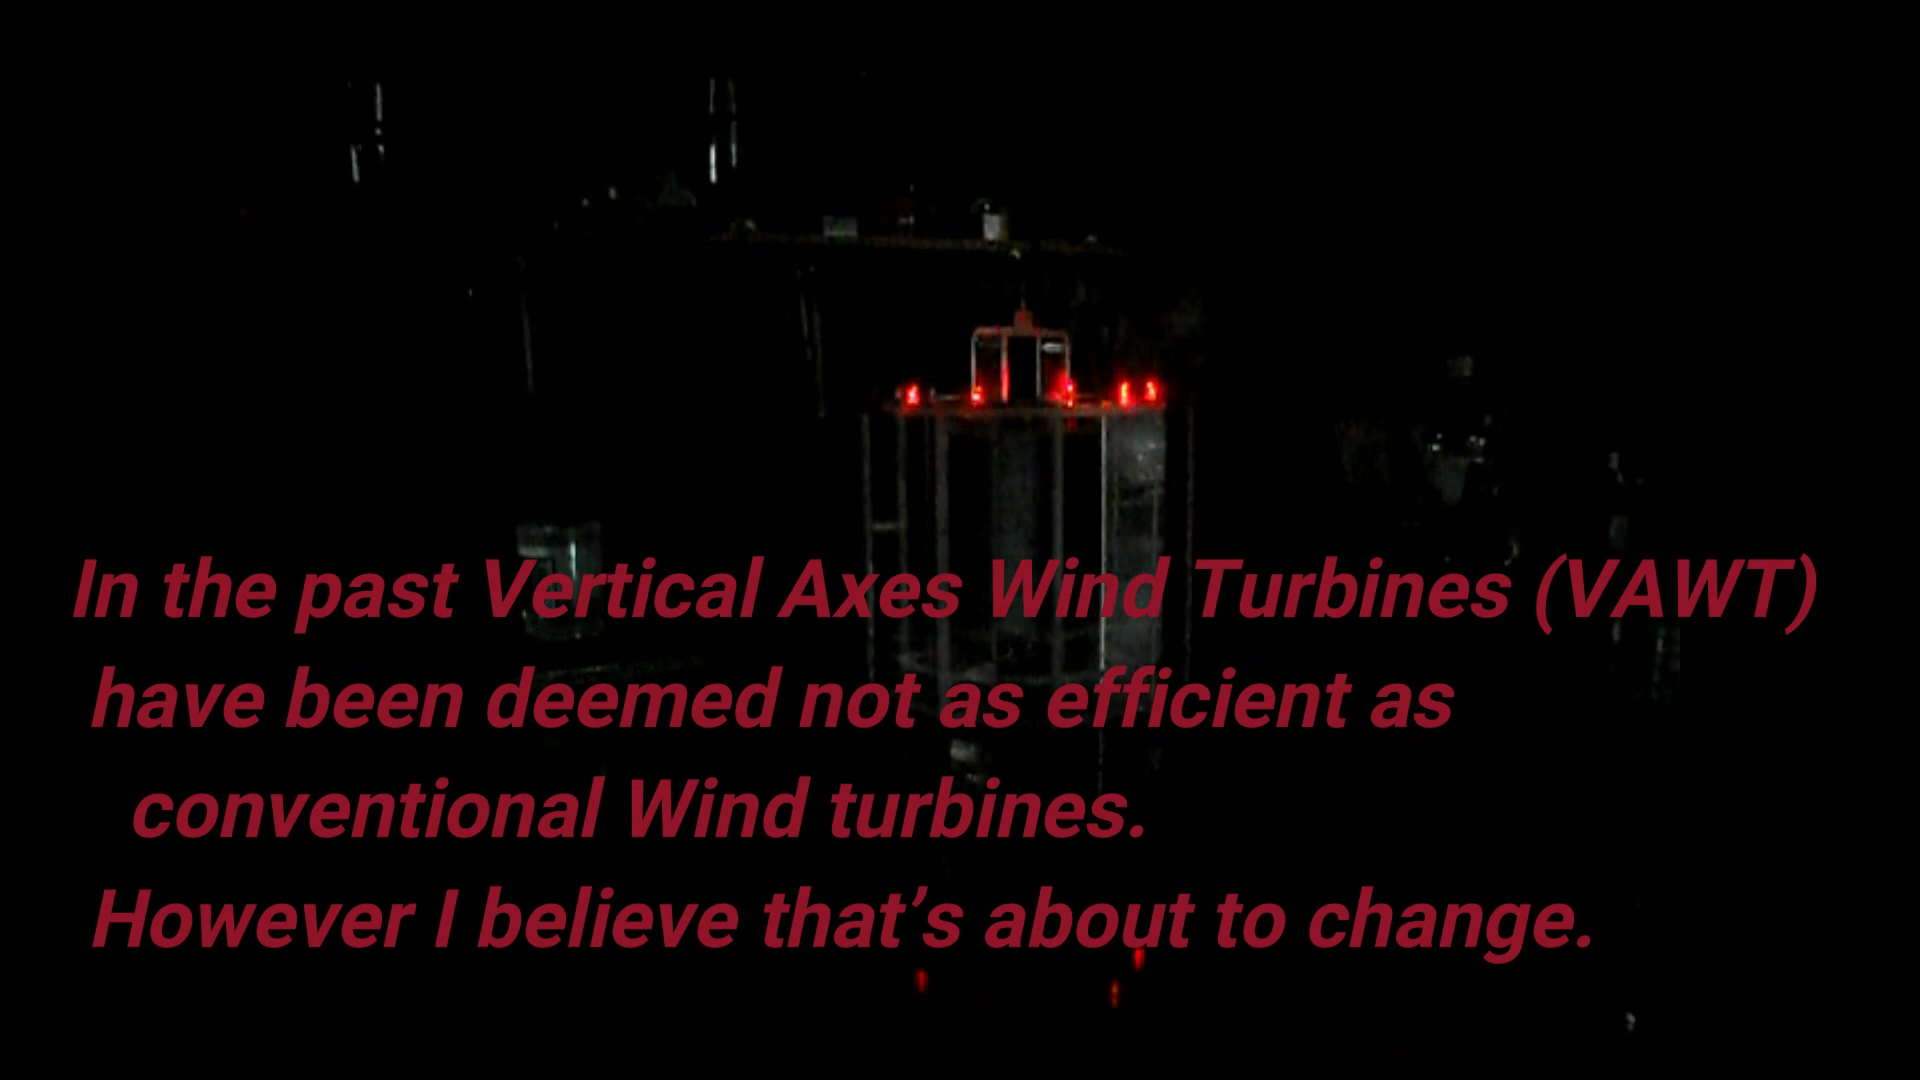 In the past Vertical Axes Wind Turbines (VAWT)
have been deemed not as efficient as
conventional Wind turbines.
However I believe that’s about to change.